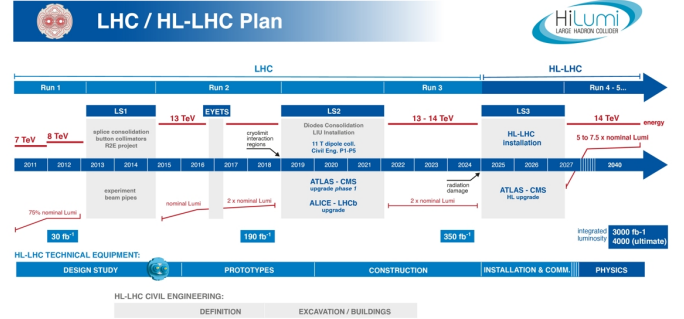 LHC / HL-LHC Plan
HiLumi
LARGE HADRON COLLIDER
LHC
HL-LHC
Run 1
Run 2
Run 3
Run 4 - 5...
LS1
EYETS
LS2
LS3
13 TeV
13 - 14 TeV
14 TeV
energy
7 TeV
8 TeV
splice consolidation
button collimators
R2E project
cryolimit
interaction
regions
Diodes Consolidation
LIU Installation
11 T dipole coll.
Civil Eng. P1-P5
HL-LHC
installation
5 to 7.5 x nominal Lumi
2011
2012
2013
2014
2015
2016
2017
2018
2019
2020
2021
2022
2023
2024
2025
2026
2027
2040
experiment
beam pipes
ATLAS - CMS
upgrade phase 1
ALICE - LHCb
upgrade
radiation
damage
ATLAS - CMS
HL upgrade
75% nominal Lumi
nominal Lumi
2 x nominal Lumi
2 x nominal Lumi
30 fb-1
190 fb-1
350 fb-1
integrated
luminosity
3000 fb-1
4000 (ultimate)
HL-LHC TECHNICAL EQUIPMENT:
DESIGN STUDY
PROTOTYPES
CONSTRUCTION
INSTALLATION & COMM.
PHYSICS
HL-LHC CIVIL ENGINEERING:
DEFINITION
EXCAVATION / BUILDINGS